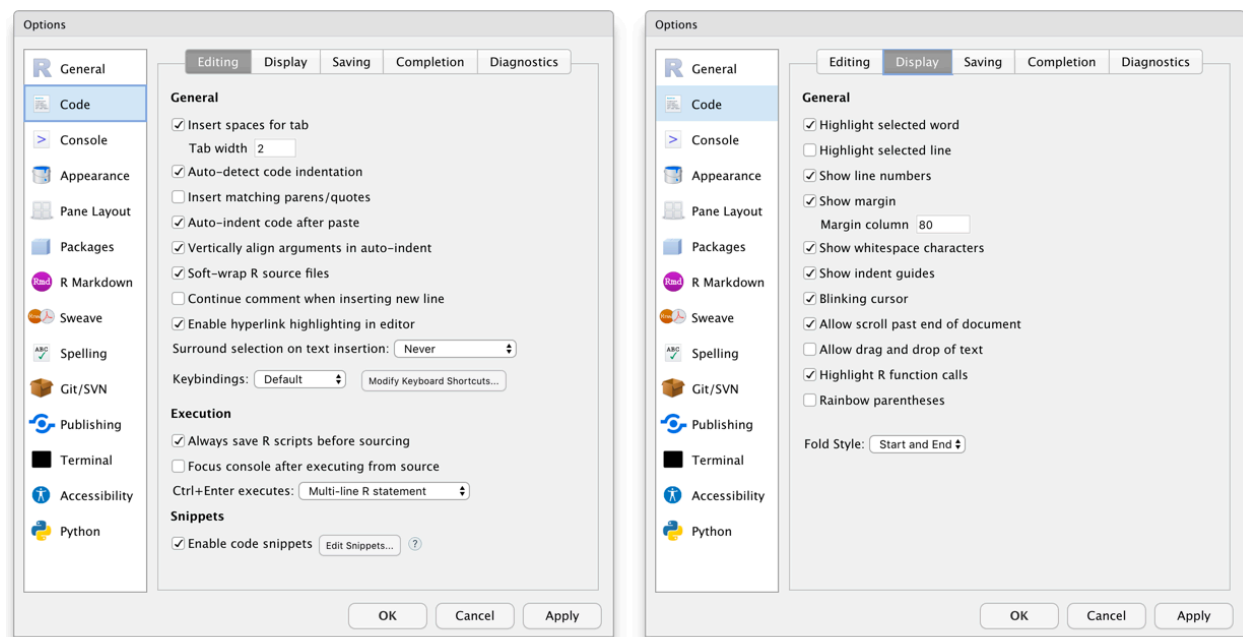 Options
General
Code
Console
Appearance
Pane Layout
Packages
R Markdown
Sweave
Spelling
Git/SVN
Publishing
Terminal
Accessibility
Python
Editing Display Saving Completion Diagnostics
General
Insert spaces for tab
Tab width 2
Auto-detect code indentation
Insert matching parens/quotes
Auto-indent code after paste
Vertically align arguments in auto-indent
Soft-wrap R source files
Continue comment when inserting new line
Enable hyperlink highlighting in editor
Surround selection on text insertion: Never
Keybindings: Default Modify Keyboard Shortcuts...
Execution
Always save R scripts before sourcing
Focus console after executing from source
Ctrl+Enter executes: Multi-line R statement
Snippets
Enable code snippets Edit Snippets... ?
OK Cancel Apply
Options
General
Code
Console
Appearance
Pane Layout
Packages
R Markdown
Sweave
Spelling
Git/SVN
Publishing
Terminal
Accessibility
Python
Editing Display Saving Completion Diagnostics
General
Highlight selected word
Highlight selected line
Show line numbers
Show margin
Margin column 80
Show whitespace characters
Show indent guides
Blinking cursor
Allow scroll past end of document
Allow drag and drop of text
Highlight R function calls
Rainbow parentheses
Fold Style: Start and End
OK Cancel Apply